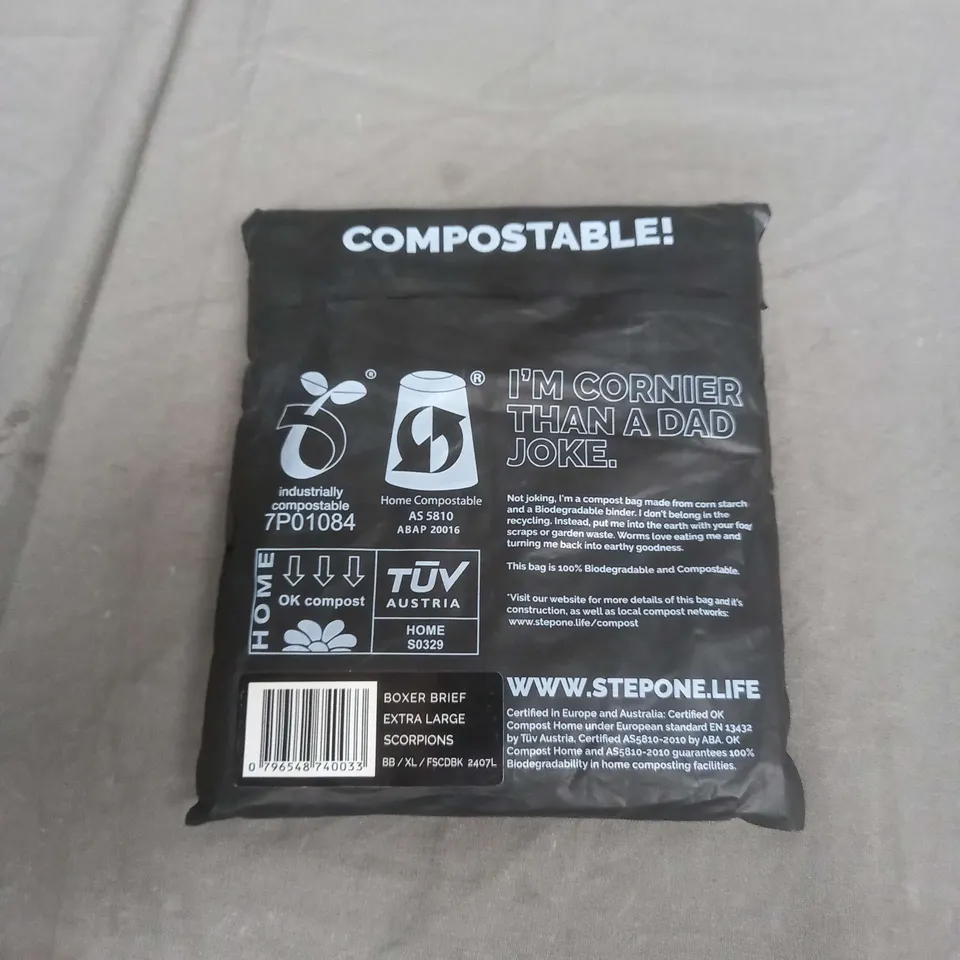 COMPOSTABLE!
®
industrially
compostable
7P01084
®
Home Compostable
AS 5810
ABAP 20016
HOME
OK compost
TÜV
AUSTRIA
HOME
S0329
I'M CORNIER
THAN A DAD
JOKE.
Not joking, I'm a compost bag made from corn starch
and a Biodegradable binder. I don't belong in the
recycling. Instead, put me into the earth with your food
scraps or garden waste. Worms love eating me and
turning me back into earthy goodness.
This bag is 100% Biodegradable and Compostable.
*Visit our website for more details of this bag and it's
construction, as well as local compost networks:
www.stepone.life/compost
BOXER BRIEF
EXTRA LARGE
SCORPIONS
BB / XL / FSCDBK 2407L
0 796548 740033
WWW.STEPONE.LIFE
Certified in Europe and Australia: Certified OK
Compost Home under European standard EN 13432
by Tüv Austria. Certified AS5810-2010 by ABA. OK
Compost Home and AS5810-2010 guarantees 100%
Biodegradability in home composting facilities.